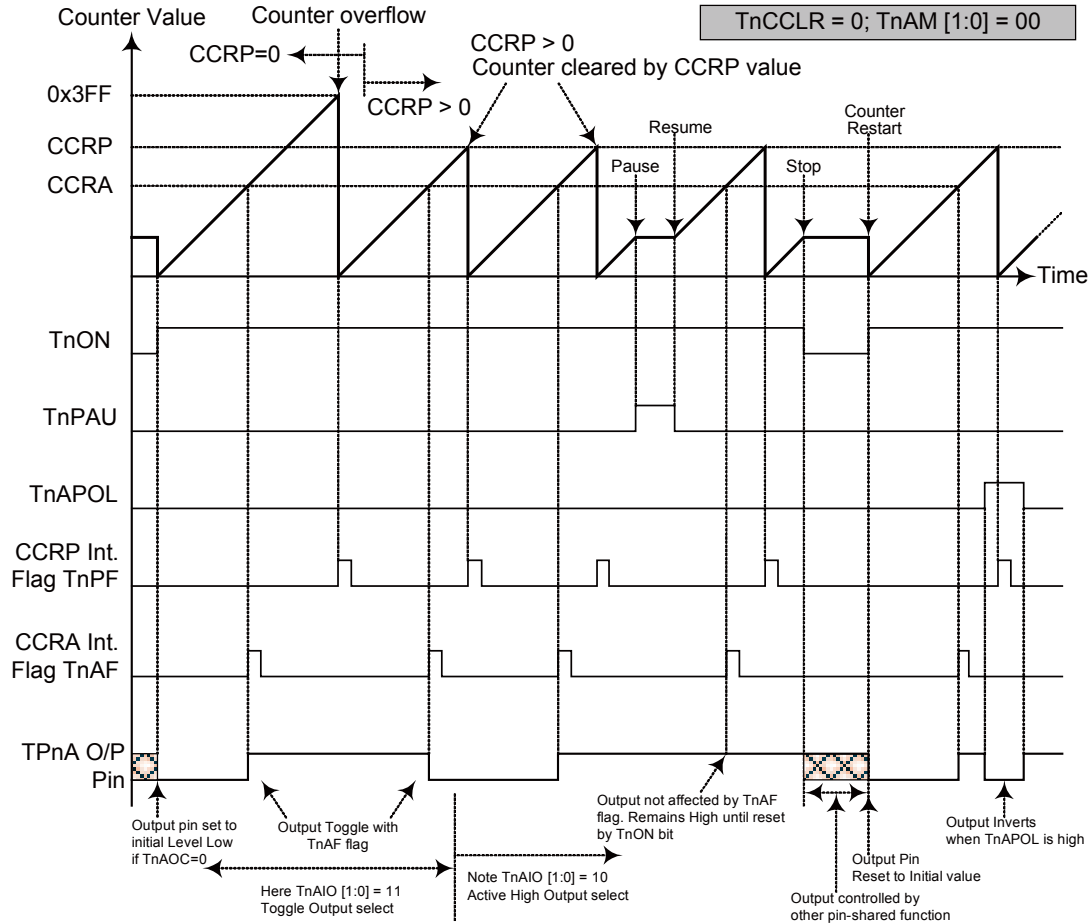 Counter Value
Counter overflow
TnCCLR = 0; TnAM [1:0] = 00
CCRP=0
CCRP > 0
CCRP > 0
Counter cleared by CCRP value
0x3FF
CCRP
CCRA
Pause
Resume
Stop
Counter
Restart
Time
TnON
TnPAU
TnAPOL
CCRP Int.
Flag TnPF
CCRA Int.
Flag TnAF
TPnA O/P
Pin
Output pin set to
initial Level Low
if TnAOC=0
Output Toggle with
TnAF flag
Here TnAIO [1:0] = 11
Toggle Output select
Note TnAIO [1:0] = 10
Active High Output select
Output not affected by TnAF
flag. Remains High until reset
by TnON bit
Output controlled by
other pin-shared function
Output Pin
Reset to Initial value
Output Inverts
when TnAPOL is high